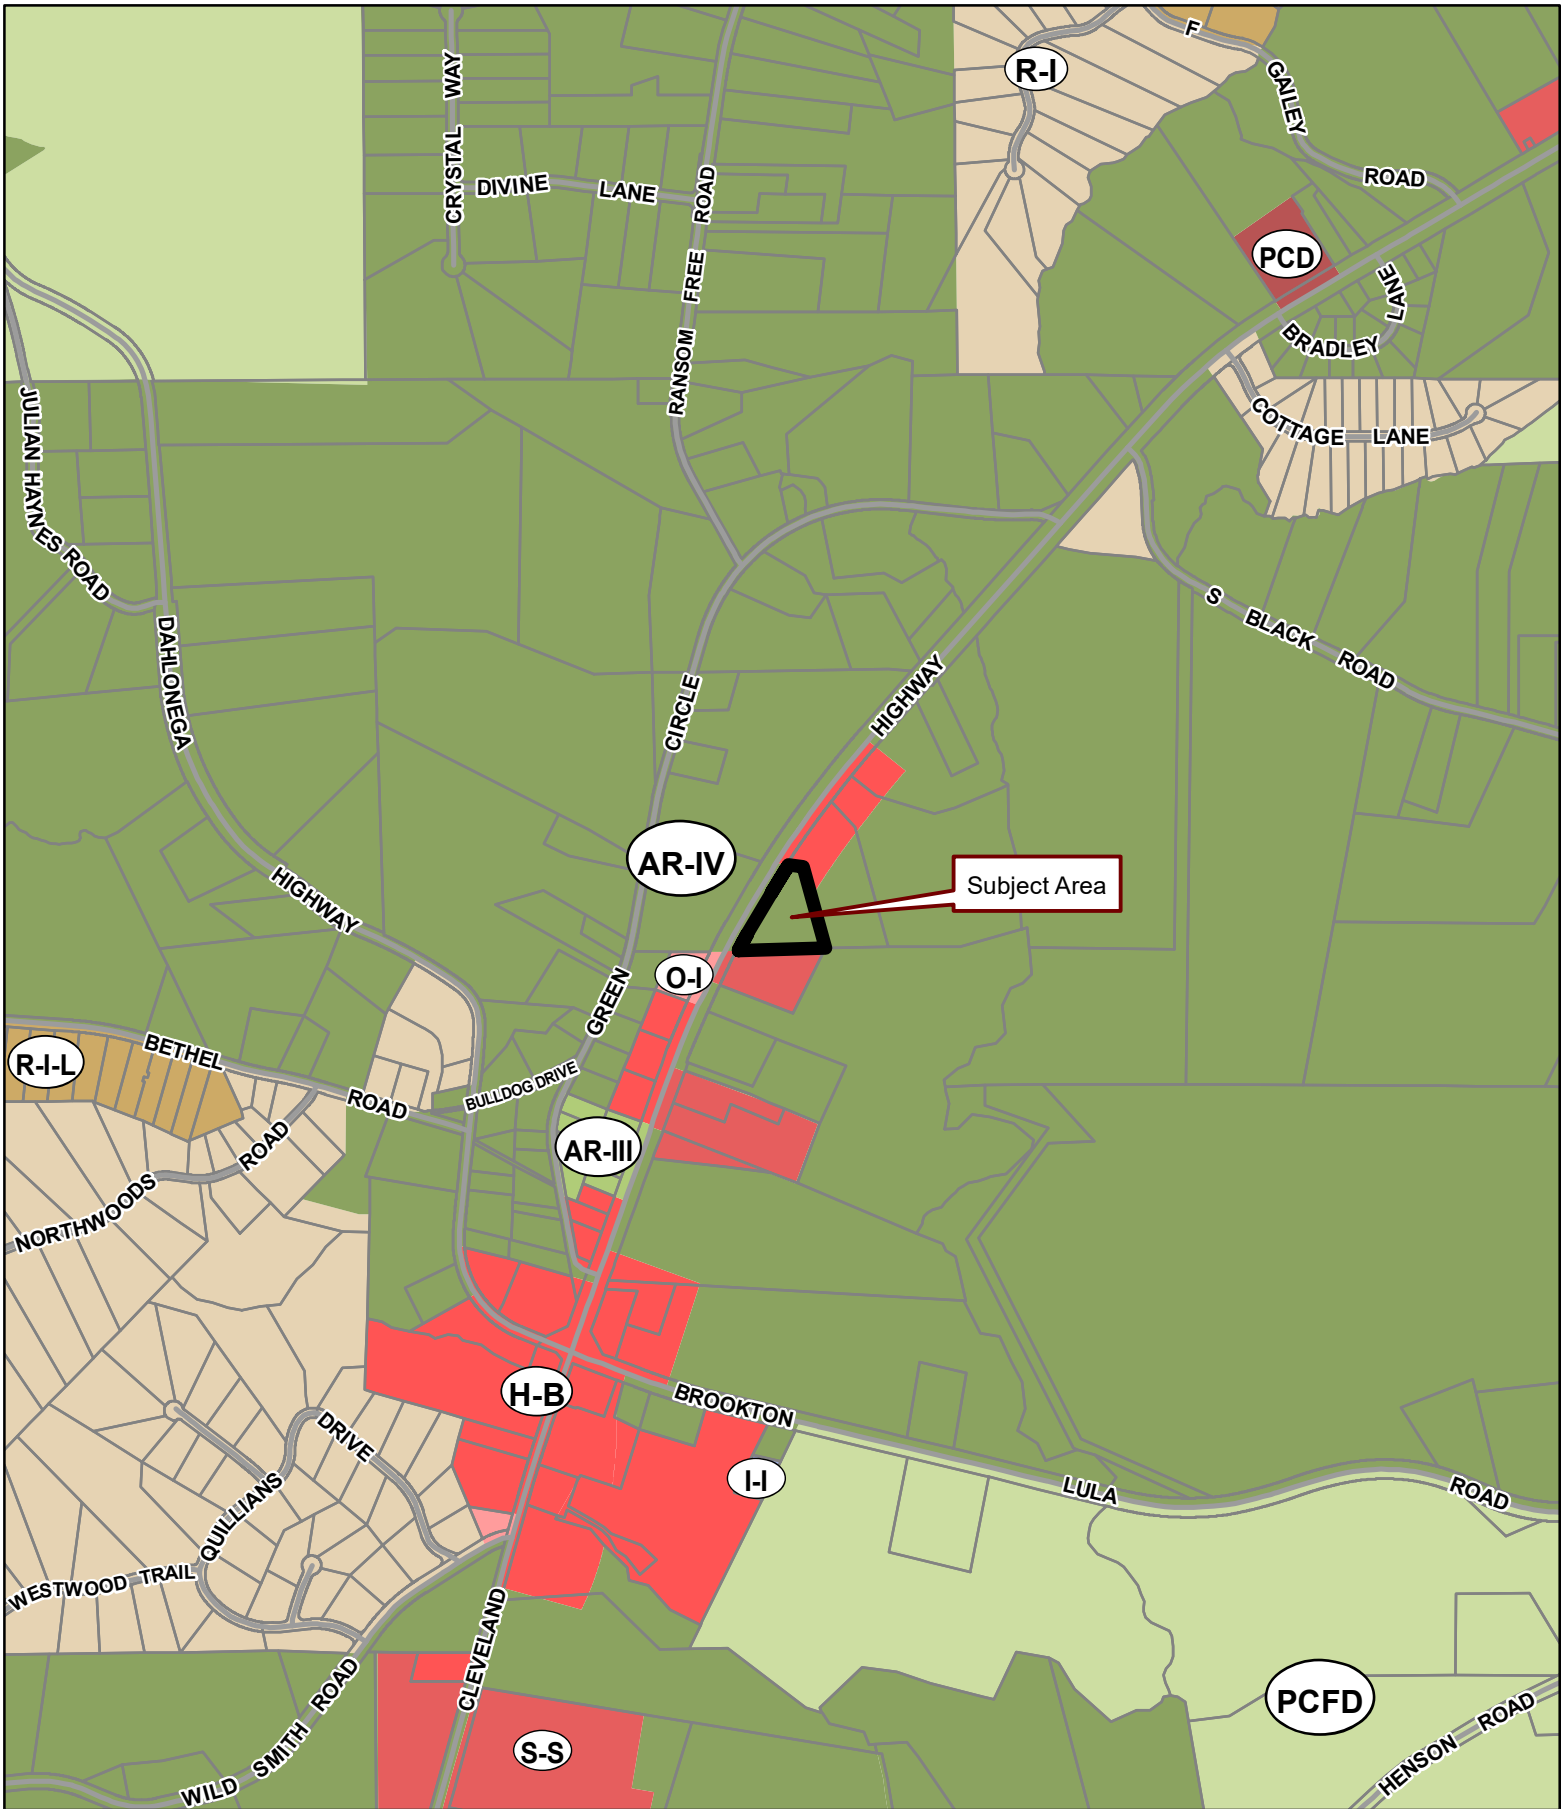 F
GAILEY
ROAD
R-I
CRYSTAL WAY
DIVINE LANE
RANSOM FREE ROAD
PCD
BRADLEY LANE
COTTAGE LANE
JULIAN HAYNES ROAD
S BLACK ROAD
DAHLONEGA
HIGHWAY
CIRCLE
HIGHWAY
AR-IV
Subject Area
O-I
GREEN
BETHEL
ROAD
R-I-L
BULLDOG DRIVE
AR-III
NORTHWOODS
ROAD
H-B
BROOKTON
LULA
ROAD
I-I
QUILLIANS
DRIVE
WESTWOOD TRAIL
CLEVELAND
WILD SMITH ROAD
S-S
PCFD
HENSON ROAD